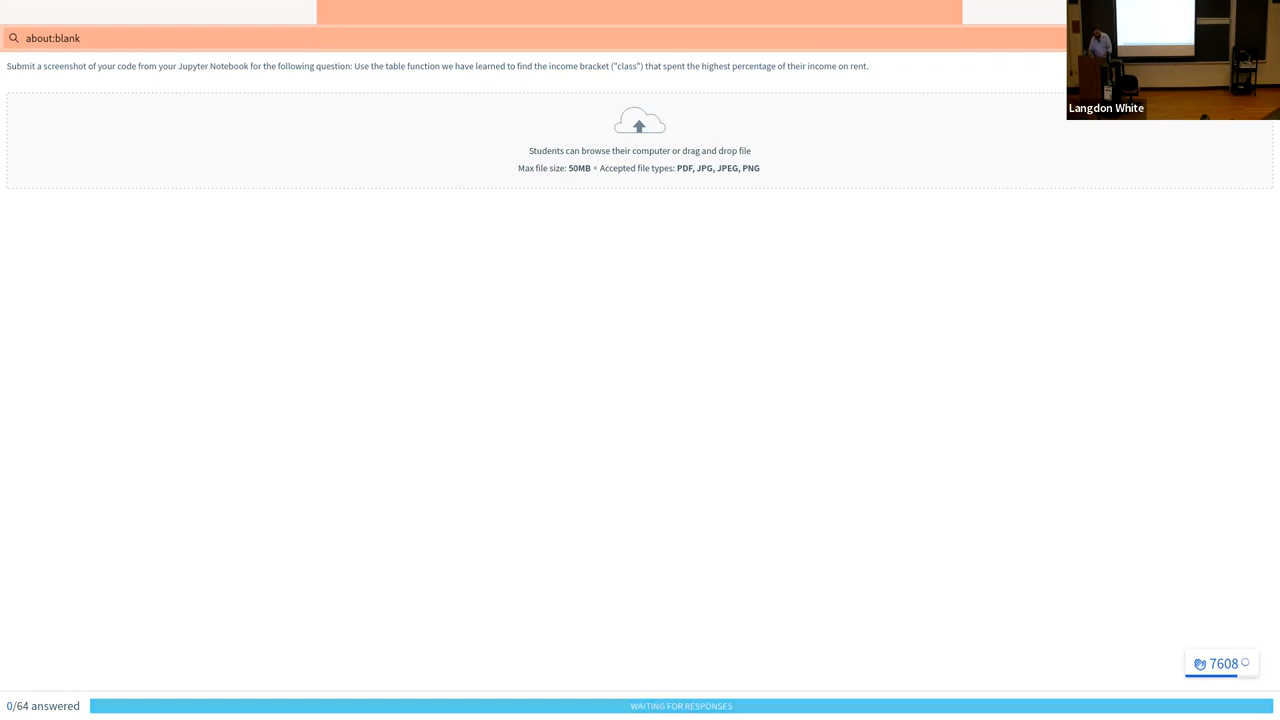 about:blank
Submit a screenshot of your code from your Jupyter Notebook for the following question: Use the table function we have learned to find the income bracket ("class") that spent the highest percentage of their income on rent.
Langdon White
Students can browse their computer or drag and drop file
Max file size: 50MB • Accepted file types: PDF, JPG, JPEG, PNG
7608
0/64 answered
WAITING FOR RESPONSES